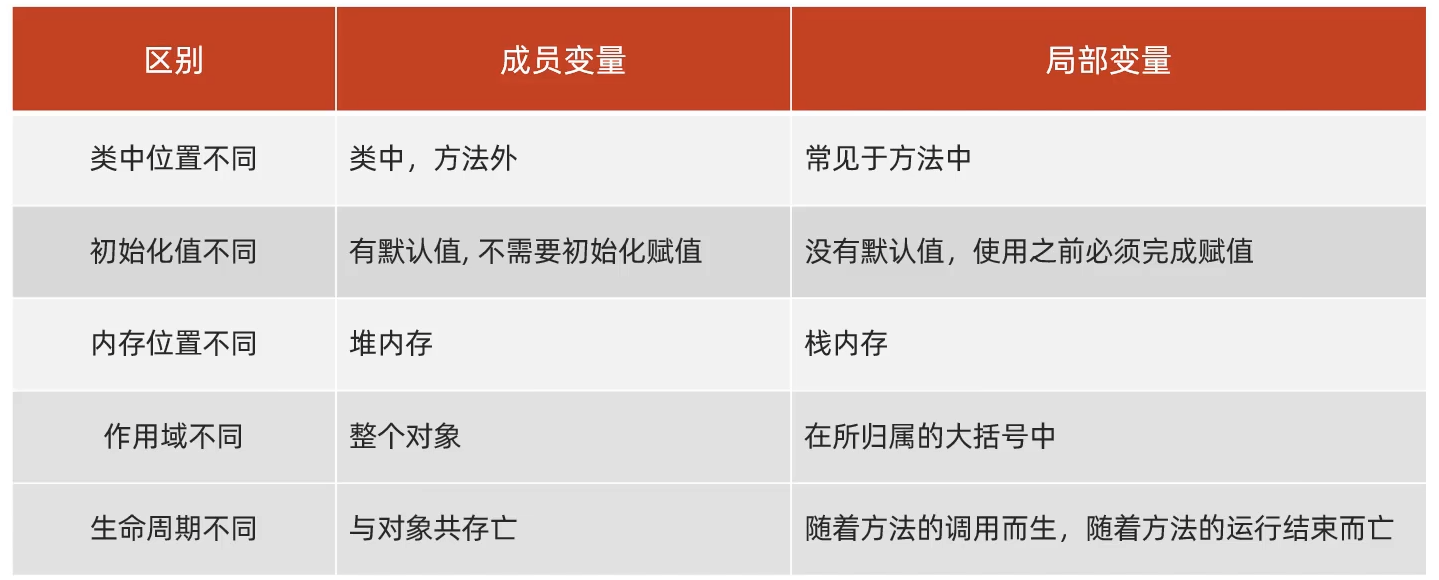 区别 成员变量 局部变量
类中位置不同 类中，方法外 常见于方法中
初始化值不同 有默认值, 不需要初始化赋值 没有默认值，使用之前必须完成赋值
内存位置不同 堆内存 栈内存
作用域不同 整个对象 在所归属的大括号中
生命周期不同 与对象共存亡 随着方法的调用而生，随着方法的运行结束而亡